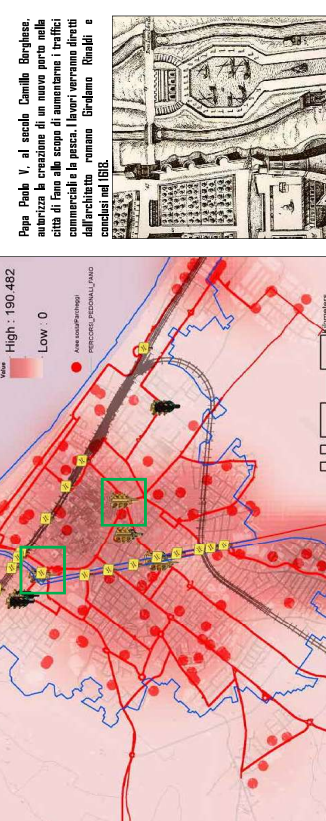 Papa Paolo V, al secolo Camillo Borghese,
autorizza la creazione di un nuovo porto nella
città di Fano allo scopo di aumentarne i traffici
commerciali e la pesca. I lavori verranno diretti
dall'architetto romano Girolamo Rinaldi e
conclusi nel 1618.
Value
High : 190.482
Low : 0
Aree sosta(Parcheggi)
PERCORSI_PEDONALI_FANO
Kilometers